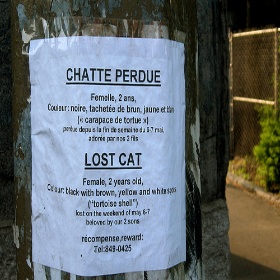 CHATTE PERDUE
Femelle, 2 ans,
Couleur: noire, tachetée de brun, jaune et blanc
(« carapace de tortue »)
perdue depuis la fin de semaine du 6-7 mai,
adorée par nos 2 fils
LOST CAT
Female, 2 years old,
Colour: black with brown, yellow and white spots
("tortoise shell")
lost on the weekend of may 6-7
beloved by our 2 sons
récompense,reward:
Tel:849-0425